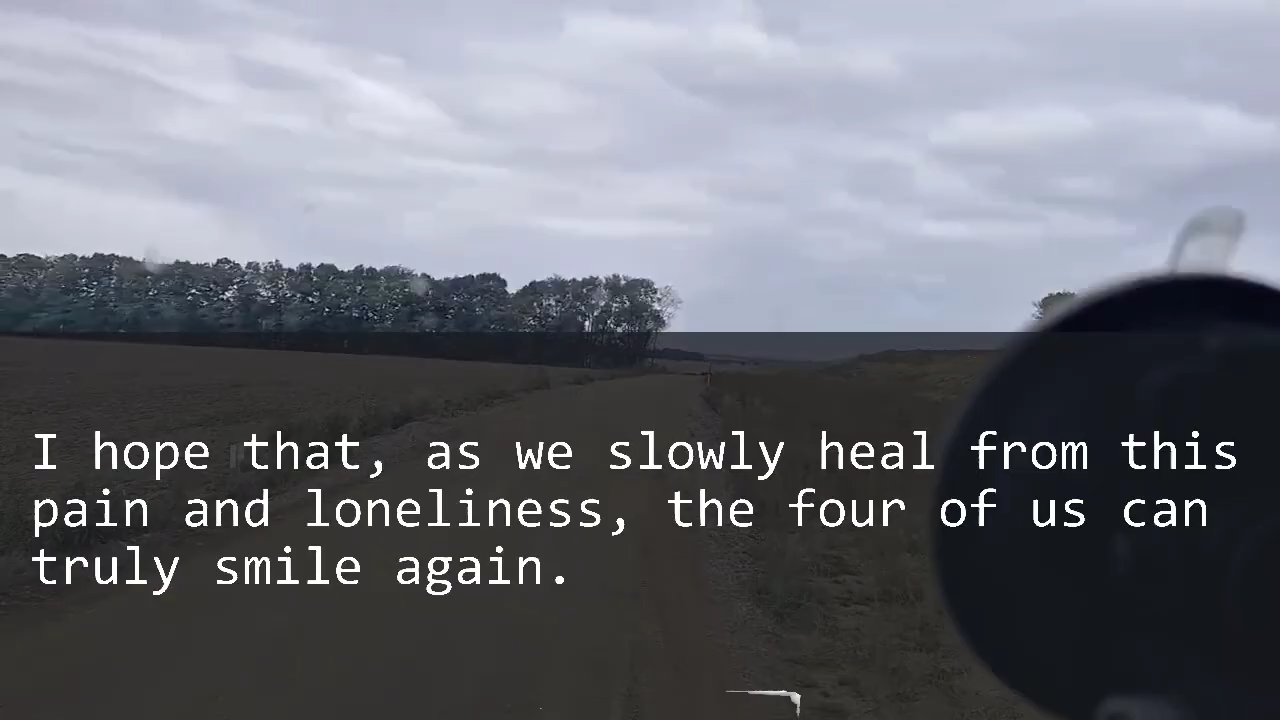 I hope that, as we slowly heal from this
pain and loneliness, the four of us can
truly smile again.